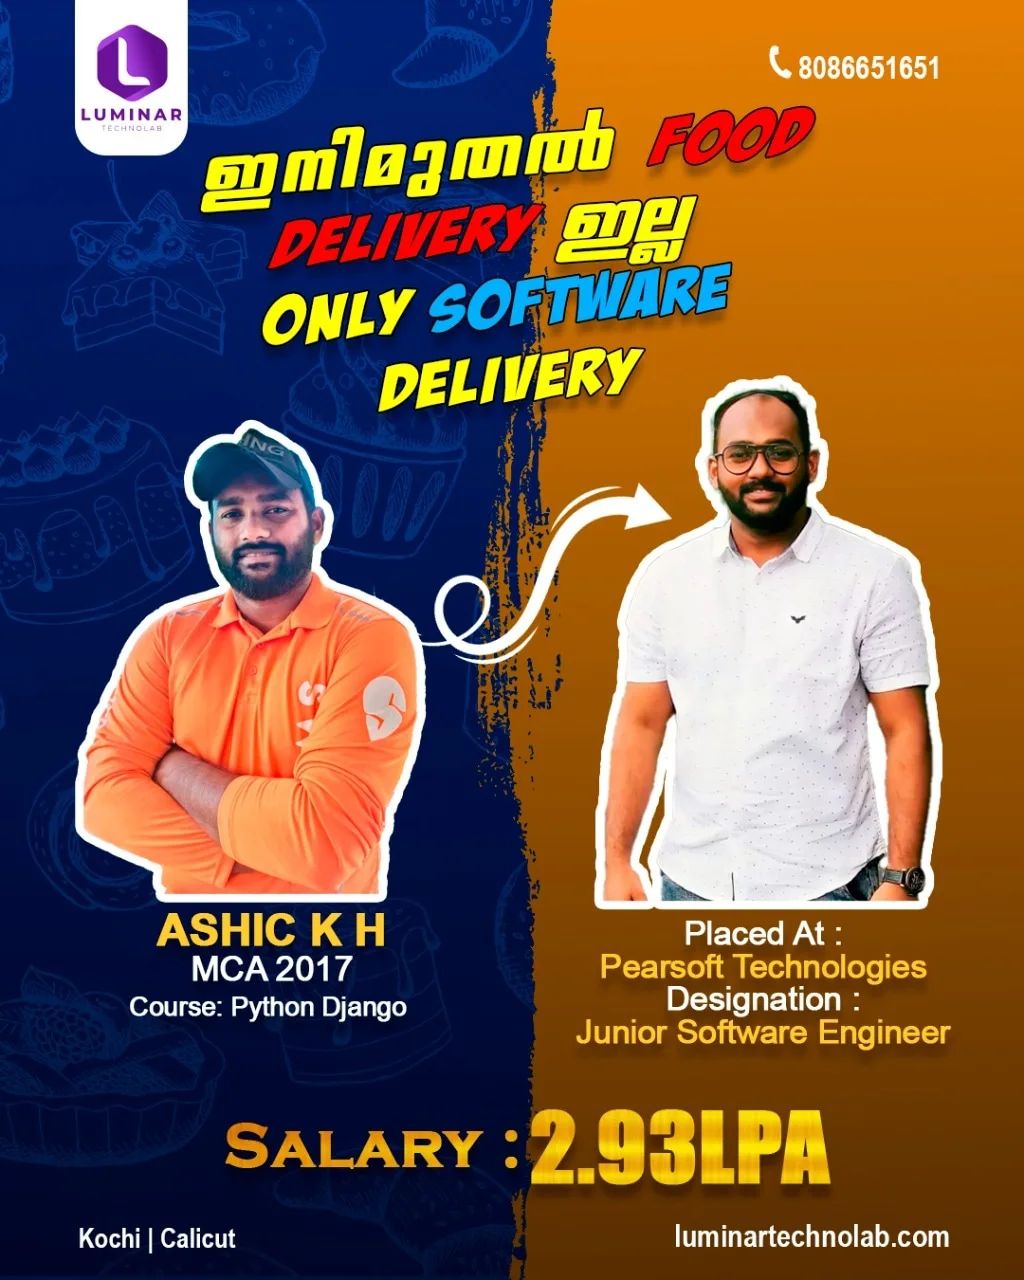 LUMINAR
TECHNOLAB
8086651651
ഇനിമുതൽ FOOD
DELIVERY ഇല്ല
ONLY SOFTWARE
DELIVERY
ING
ASHIC K H
MCA 2017
Course: Python Django
Placed At :
Pearsoft Technologies
Designation :
Junior Software Engineer
SALARY : 2.93LPA
Kochi | Calicut
luminartechnolab.com